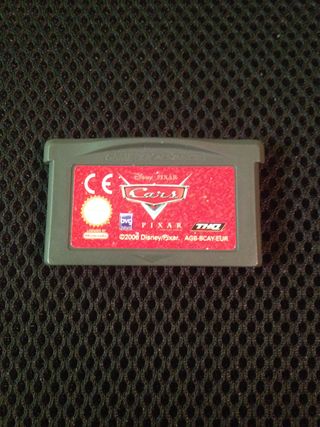 Disney PIXAR
CE
Cars
PIXAR
THQ
©2006 Disney/Pixar.
AGB-BCAY-EUR